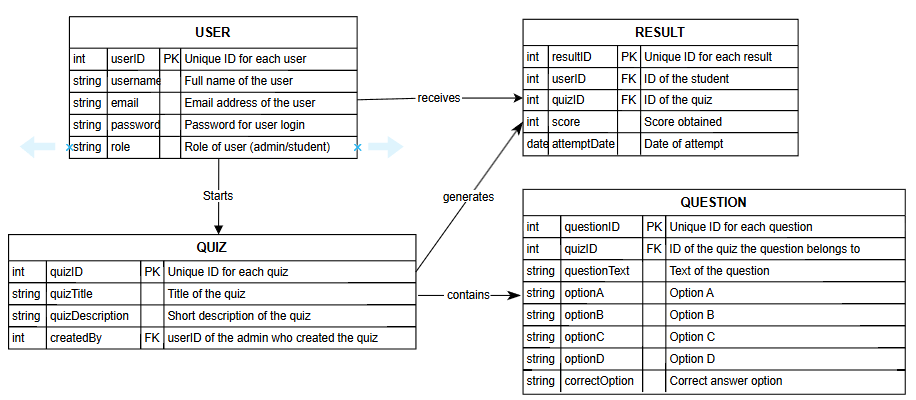 USER
int userID PK Unique ID for each user
string username Full name of the user
string email Email address of the user
string password Password for user login
string role Role of user (admin/student)
receives
RESULT
int resultID PK Unique ID for each result
int userID FK ID of the student
int quizID FK ID of the quiz
int score Score obtained
date attemptDate Date of attempt
Starts
generates
QUIZ
int quizID PK Unique ID for each quiz
string quizTitle Title of the quiz
string quizDescription Short description of the quiz
int createdBy FK userID of the admin who created the quiz
contains
QUESTION
int questionID PK Unique ID for each question
int quizID FK ID of the quiz the question belongs to
string questionText Text of the question
string optionA Option A
string optionB Option B
string optionC Option C
string optionD Option D
string correctOption Correct answer option